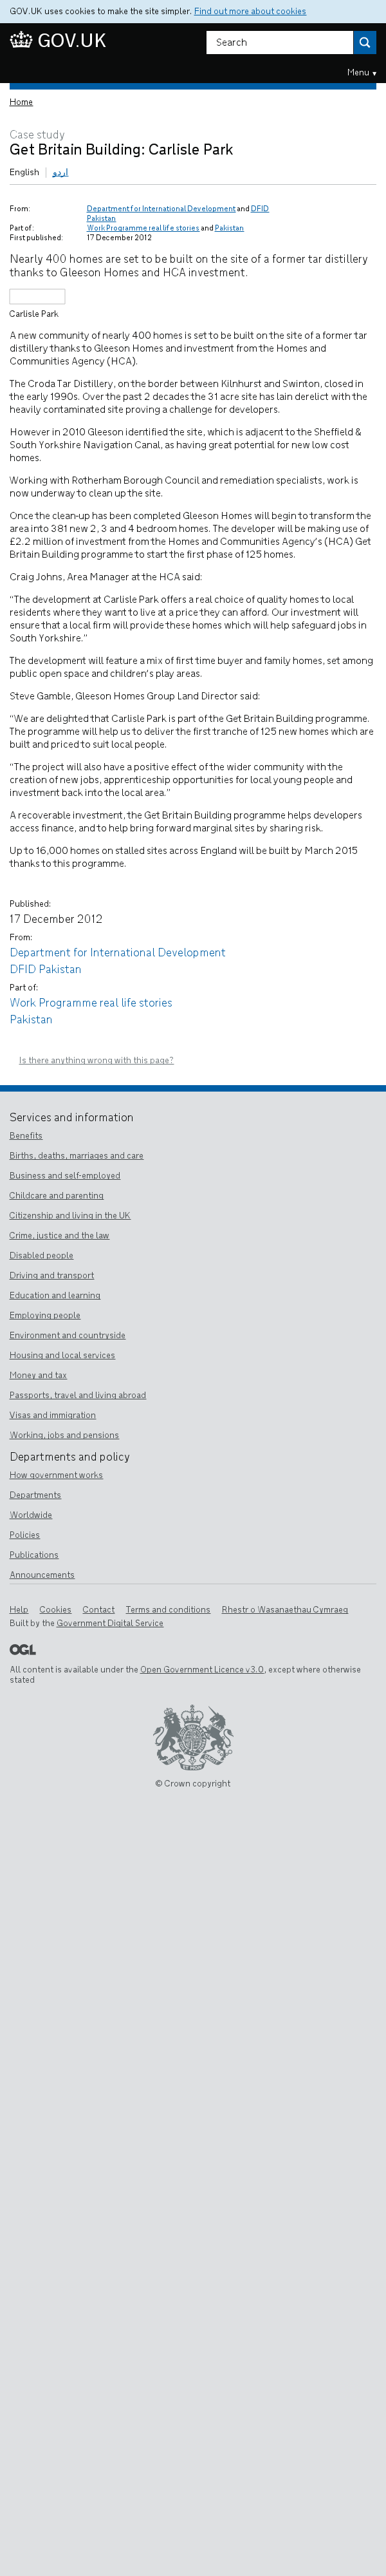 GOV.UK uses cookies to make the site simpler. Find out more about cookies
GOV.UK
Search
Menu ▾
Home
Case study
Get Britain Building: Carlisle Park
English اردو
From: Department for International Development and DFID
Pakistan
Part of: Work Programme real life stories and Pakistan
First published: 17 December 2012
Nearly 400 homes are set to be built on the site of a former tar distillery
thanks to Gleeson Homes and HCA investment.
Carlisle Park
A new community of nearly 400 homes is set to be built on the site of a former tar
distillery thanks to Gleeson Homes and investment from the Homes and
Communities Agency (HCA).
The Croda Tar Distillery, on the border between Kilnhurst and Swinton, closed in
the early 1990s. Over the past 2 decades the 31 acre site has lain derelict with the
heavily contaminated site proving a challenge for developers.
However in 2010 Gleeson identified the site, which is adjacent to the Sheffield &
South Yorkshire Navigation Canal, as having great potential for new low cost
homes.
Working with Rotherham Borough Council and remediation specialists, work is
now underway to clean up the site.
Once the clean-up has been completed Gleeson Homes will begin to transform the
area into 381 new 2, 3 and 4 bedroom homes. The developer will be making use of
£2.2 million of investment from the Homes and Communities Agency's (HCA) Get
Britain Building programme to start the first phase of 125 homes.
Craig Johns, Area Manager at the HCA said:
“The development at Carlisle Park offers a real choice of quality homes to local
residents where they want to live at a price they can afford. Our investment will
ensure that a local firm will provide these homes which will help safeguard jobs in
South Yorkshire.”
The development will feature a mix of first time buyer and family homes, set among
public open space and children's play areas.
Steve Gamble, Gleeson Homes Group Land Director said:
“We are delighted that Carlisle Park is part of the Get Britain Building programme.
The programme will help us to deliver the first tranche of 125 new homes which are
built and priced to suit local people.
“The project will also have a positive effect of the wider community with the
creation of new jobs, apprenticeship opportunities for local young people and
investment back into the local area.”
A recoverable investment, the Get Britain Building programme helps developers
access finance, and to help bring forward marginal sites by sharing risk.
Up to 16,000 homes on stalled sites across England will be built by March 2015
thanks to this programme.
Published:
17 December 2012
From:
Department for International Development
DFID Pakistan
Part of:
Work Programme real life stories
Pakistan
Is there anything wrong with this page?
Services and information
Benefits
Births, deaths, marriages and care
Business and self-employed
Childcare and parenting
Citizenship and living in the UK
Crime, justice and the law
Disabled people
Driving and transport
Education and learning
Employing people
Environment and countryside
Housing and local services
Money and tax
Passports, travel and living abroad
Visas and immigration
Working, jobs and pensions
Departments and policy
How government works
Departments
Worldwide
Policies
Publications
Announcements
Help Cookies Contact Terms and conditions Rhestr o Wasanaethau Cymraeg
Built by the Government Digital Service
OGL
All content is available under the Open Government Licence v3.0, except where otherwise
stated
© Crown copyright